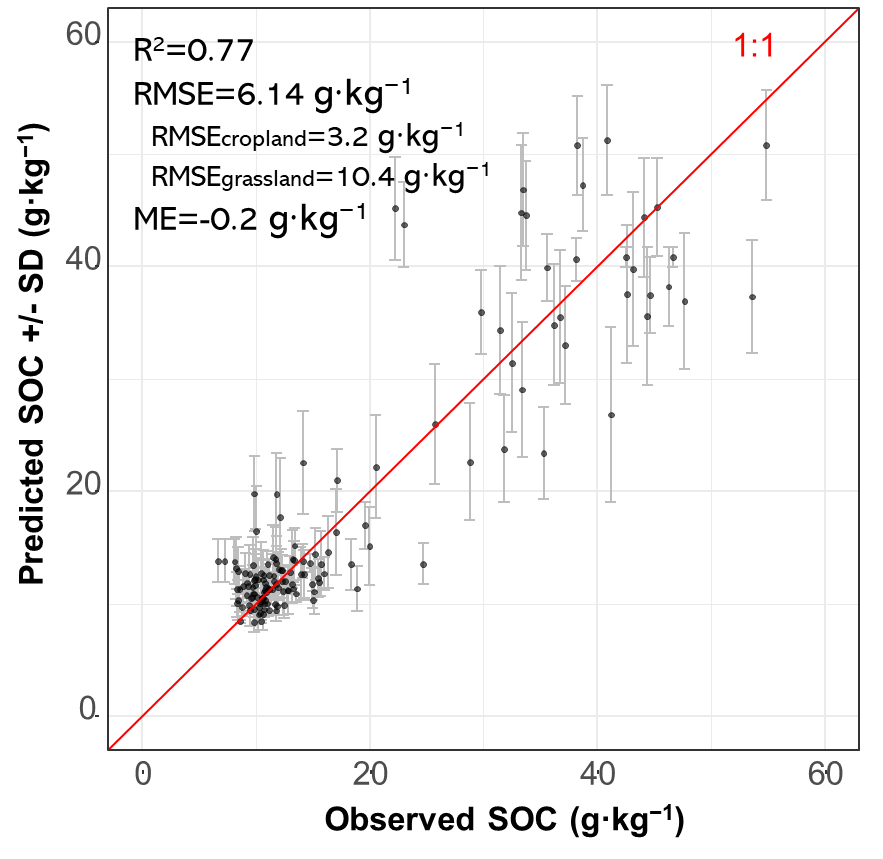 60
R²=0.77
1:1
RMSE=6.14 g·kg⁻¹
RMSEcropland=3.2 g·kg⁻¹
RMSEgrassland=10.4 g·kg⁻¹
ME=-0.2 g·kg⁻¹
40
20
0
Predicted SOC +/- SD (g·kg⁻¹)
0 20 40 60
Observed SOC (g·kg⁻¹)